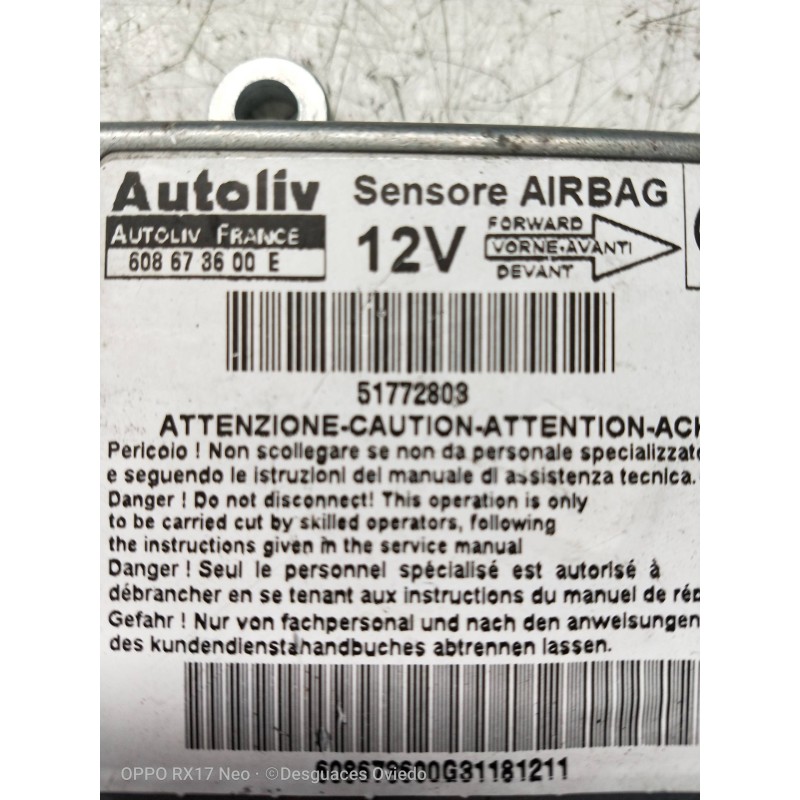 Autoliv
Sensore AIRBAG
AUTOLIV FRANCE
608 67 36 00 E
12V
FORWARD
VORNE-AVANTI
DEVANT
51772803
ATTENZIONE-CAUTION-ATTENTION-ACH
Pericolo ! Non scollegare se non da personale specializzato
e seguendo le istruzioni del manuale di assistenza tecnica.
Danger ! Do not disconnect! This operation is only
to be carried cut by skilled operators, following
the instructions given in the service manual
Danger ! Seul le personnel spécialisé est autorisé à
débrancher en se tenant aux instructions du manuel de rép
Gefahr ! Nur von fachpersonal und nach den anweisungen
des kundendienstahandbuches abtrennen lassen.
608673600G31181211
OPPO RX17 Neo · ©Desguaces Oviedo